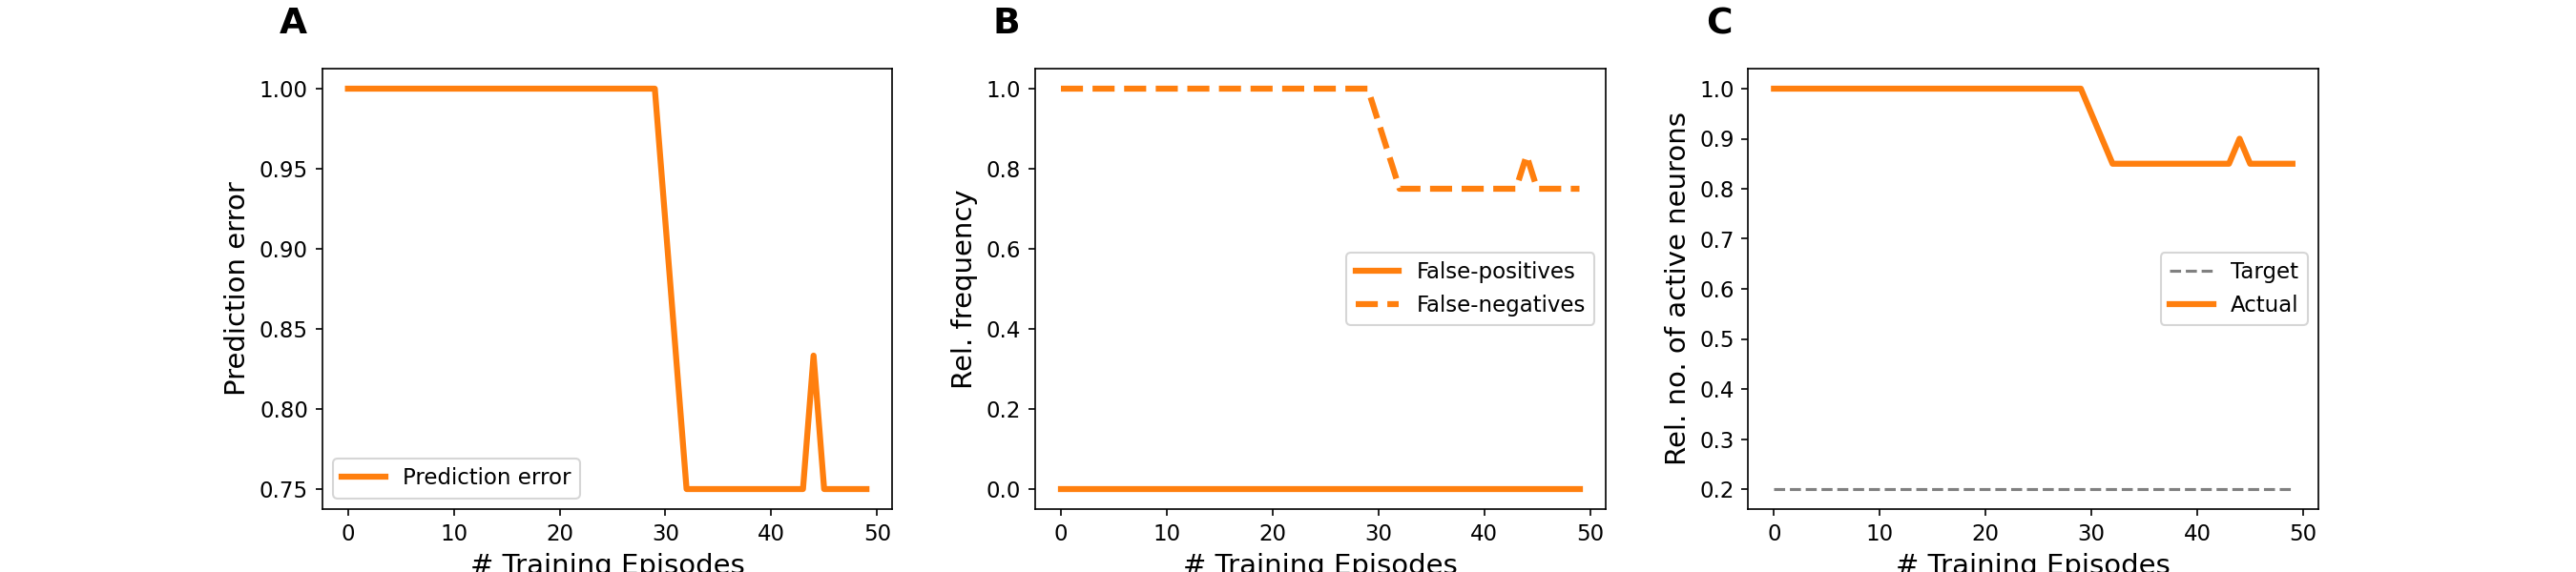 A
Prediction error
1.00
0.95
0.90
0.85
0.80
0.75
Prediction error
0 10 20 30 40 50
# Training Episodes
B
Rel. frequency
1.0
0.8
0.6
0.4
0.2
0.0
False-positives
False-negatives
0 10 20 30 40 50
# Training Episodes
C
Rel. no. of active neurons
1.0
0.9
0.8
0.7
0.6
0.5
0.4
0.3
0.2
Target
Actual
0 10 20 30 40 50
# Training Episodes